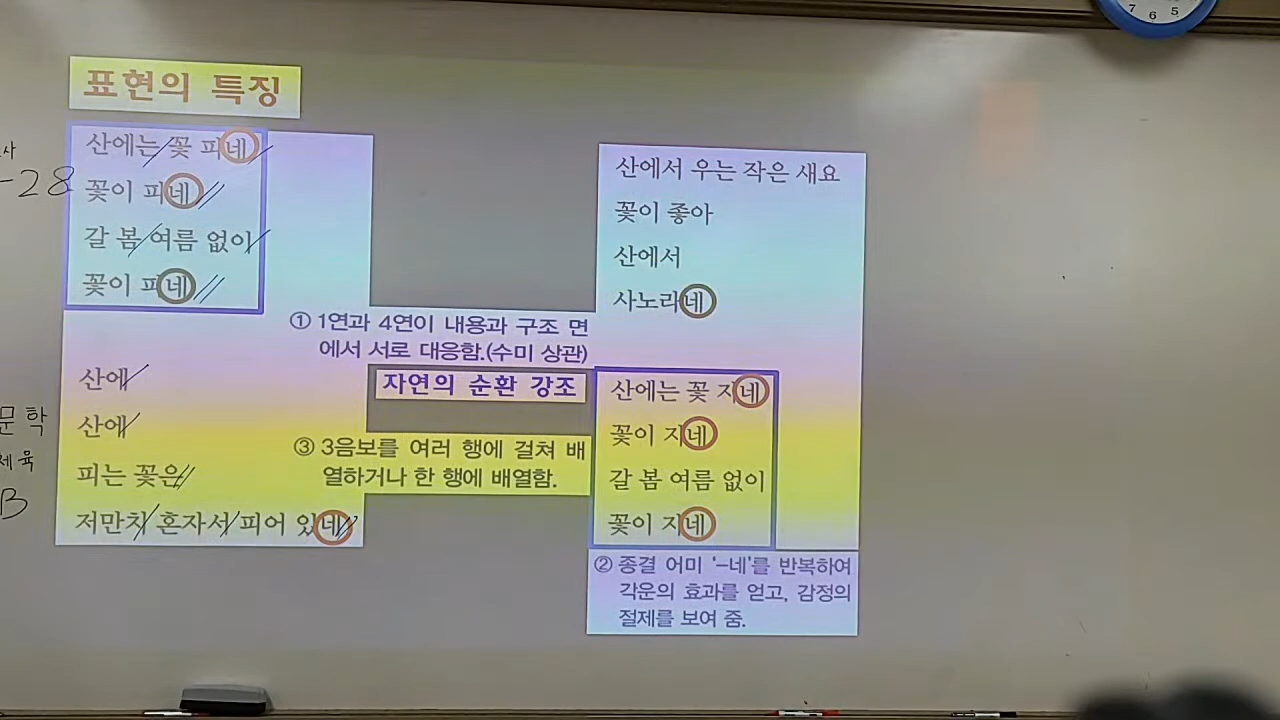 표현의 특징
산에는 꽃 피네
꽃이 피네
갈 봄 여름 없이
꽃이 피네
산에
산에
피는 꽃은
저만치 혼자서 피어 있네
① 1연과 4연이 내용과 구조 면
에서 서로 대응함.(수미 상관)
자연의 순환 강조
③ 3음보를 여러 행에 걸쳐 배
열하거나 한 행에 배열함.
산에서 우는 작은 새요
꽃이 좋아
산에서
사노라네
산에는 꽃 지네
꽃이 지네
갈 봄 여름 없이
꽃이 지네
② 종결 어미 '-네'를 반복하여
각운의 효과를 얻고, 감정의
절제를 보여 줌.
-28
문학
체육
B
7 6 5